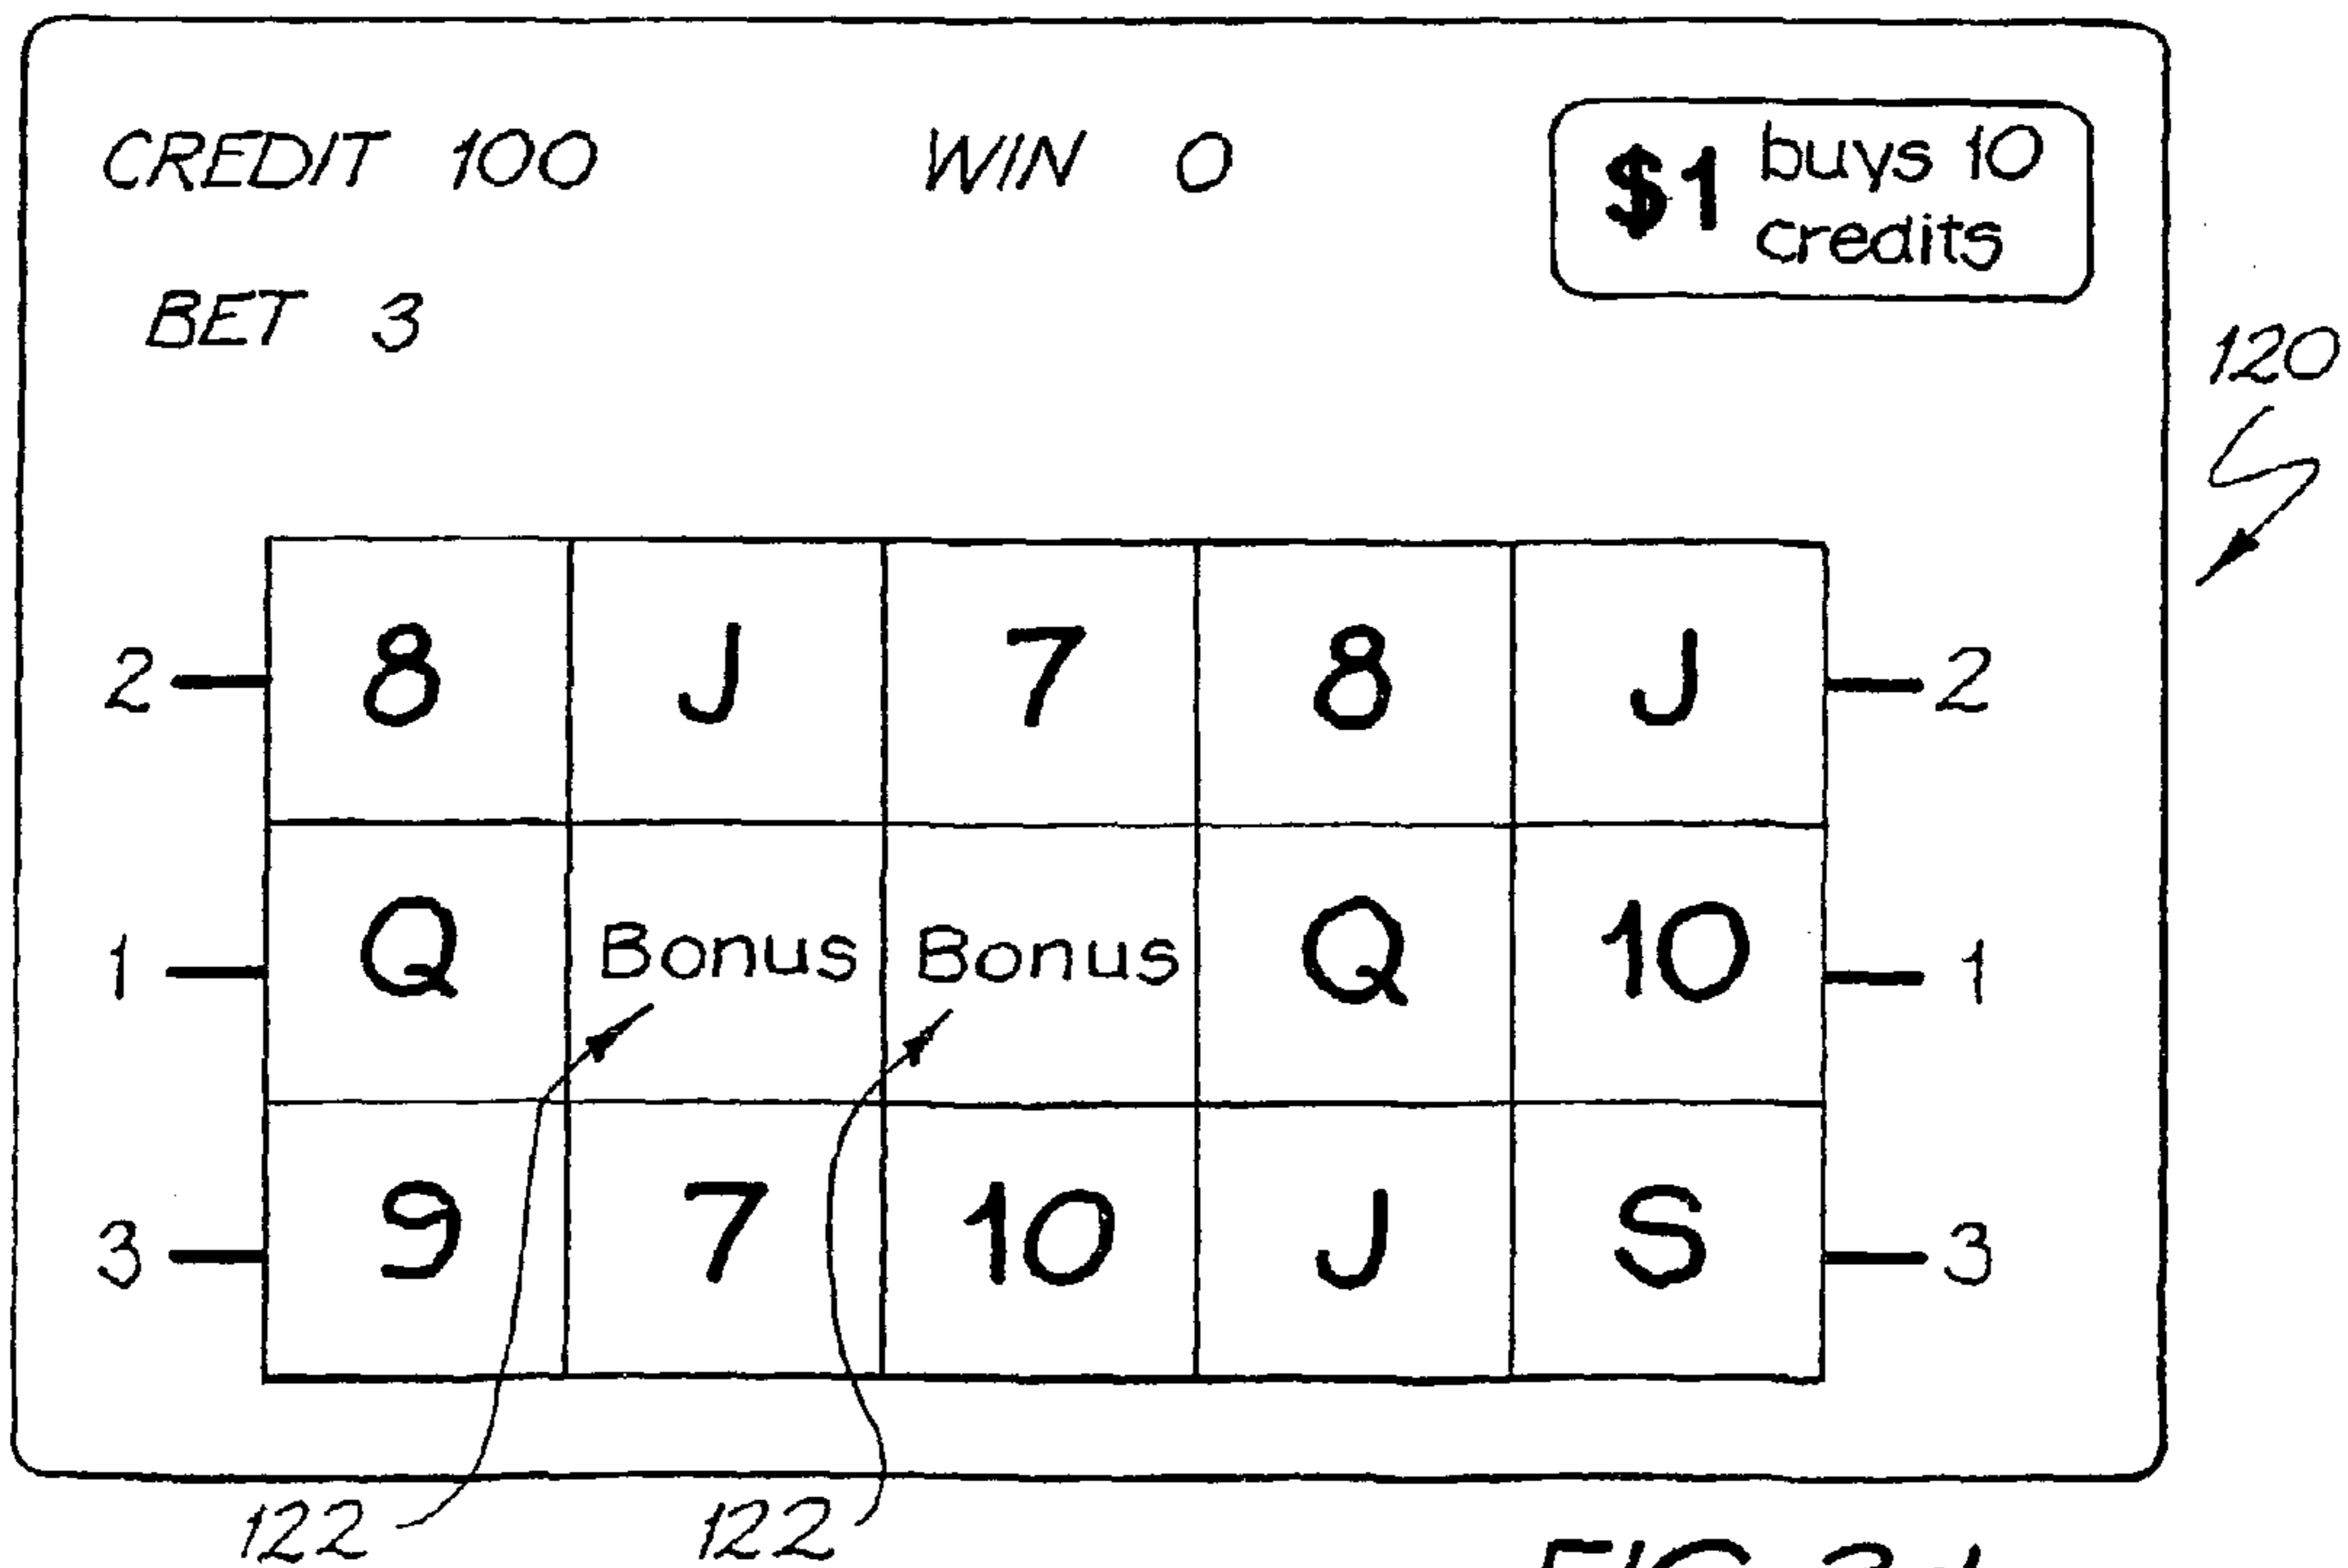 CREDIT 100 WIN 0 $1 buys 10
credits
BET 3
120
2 8 J 7 8 J 2
1 Q Bonus Bonus Q 10 1
3 9 7 10 J S 3
122 122